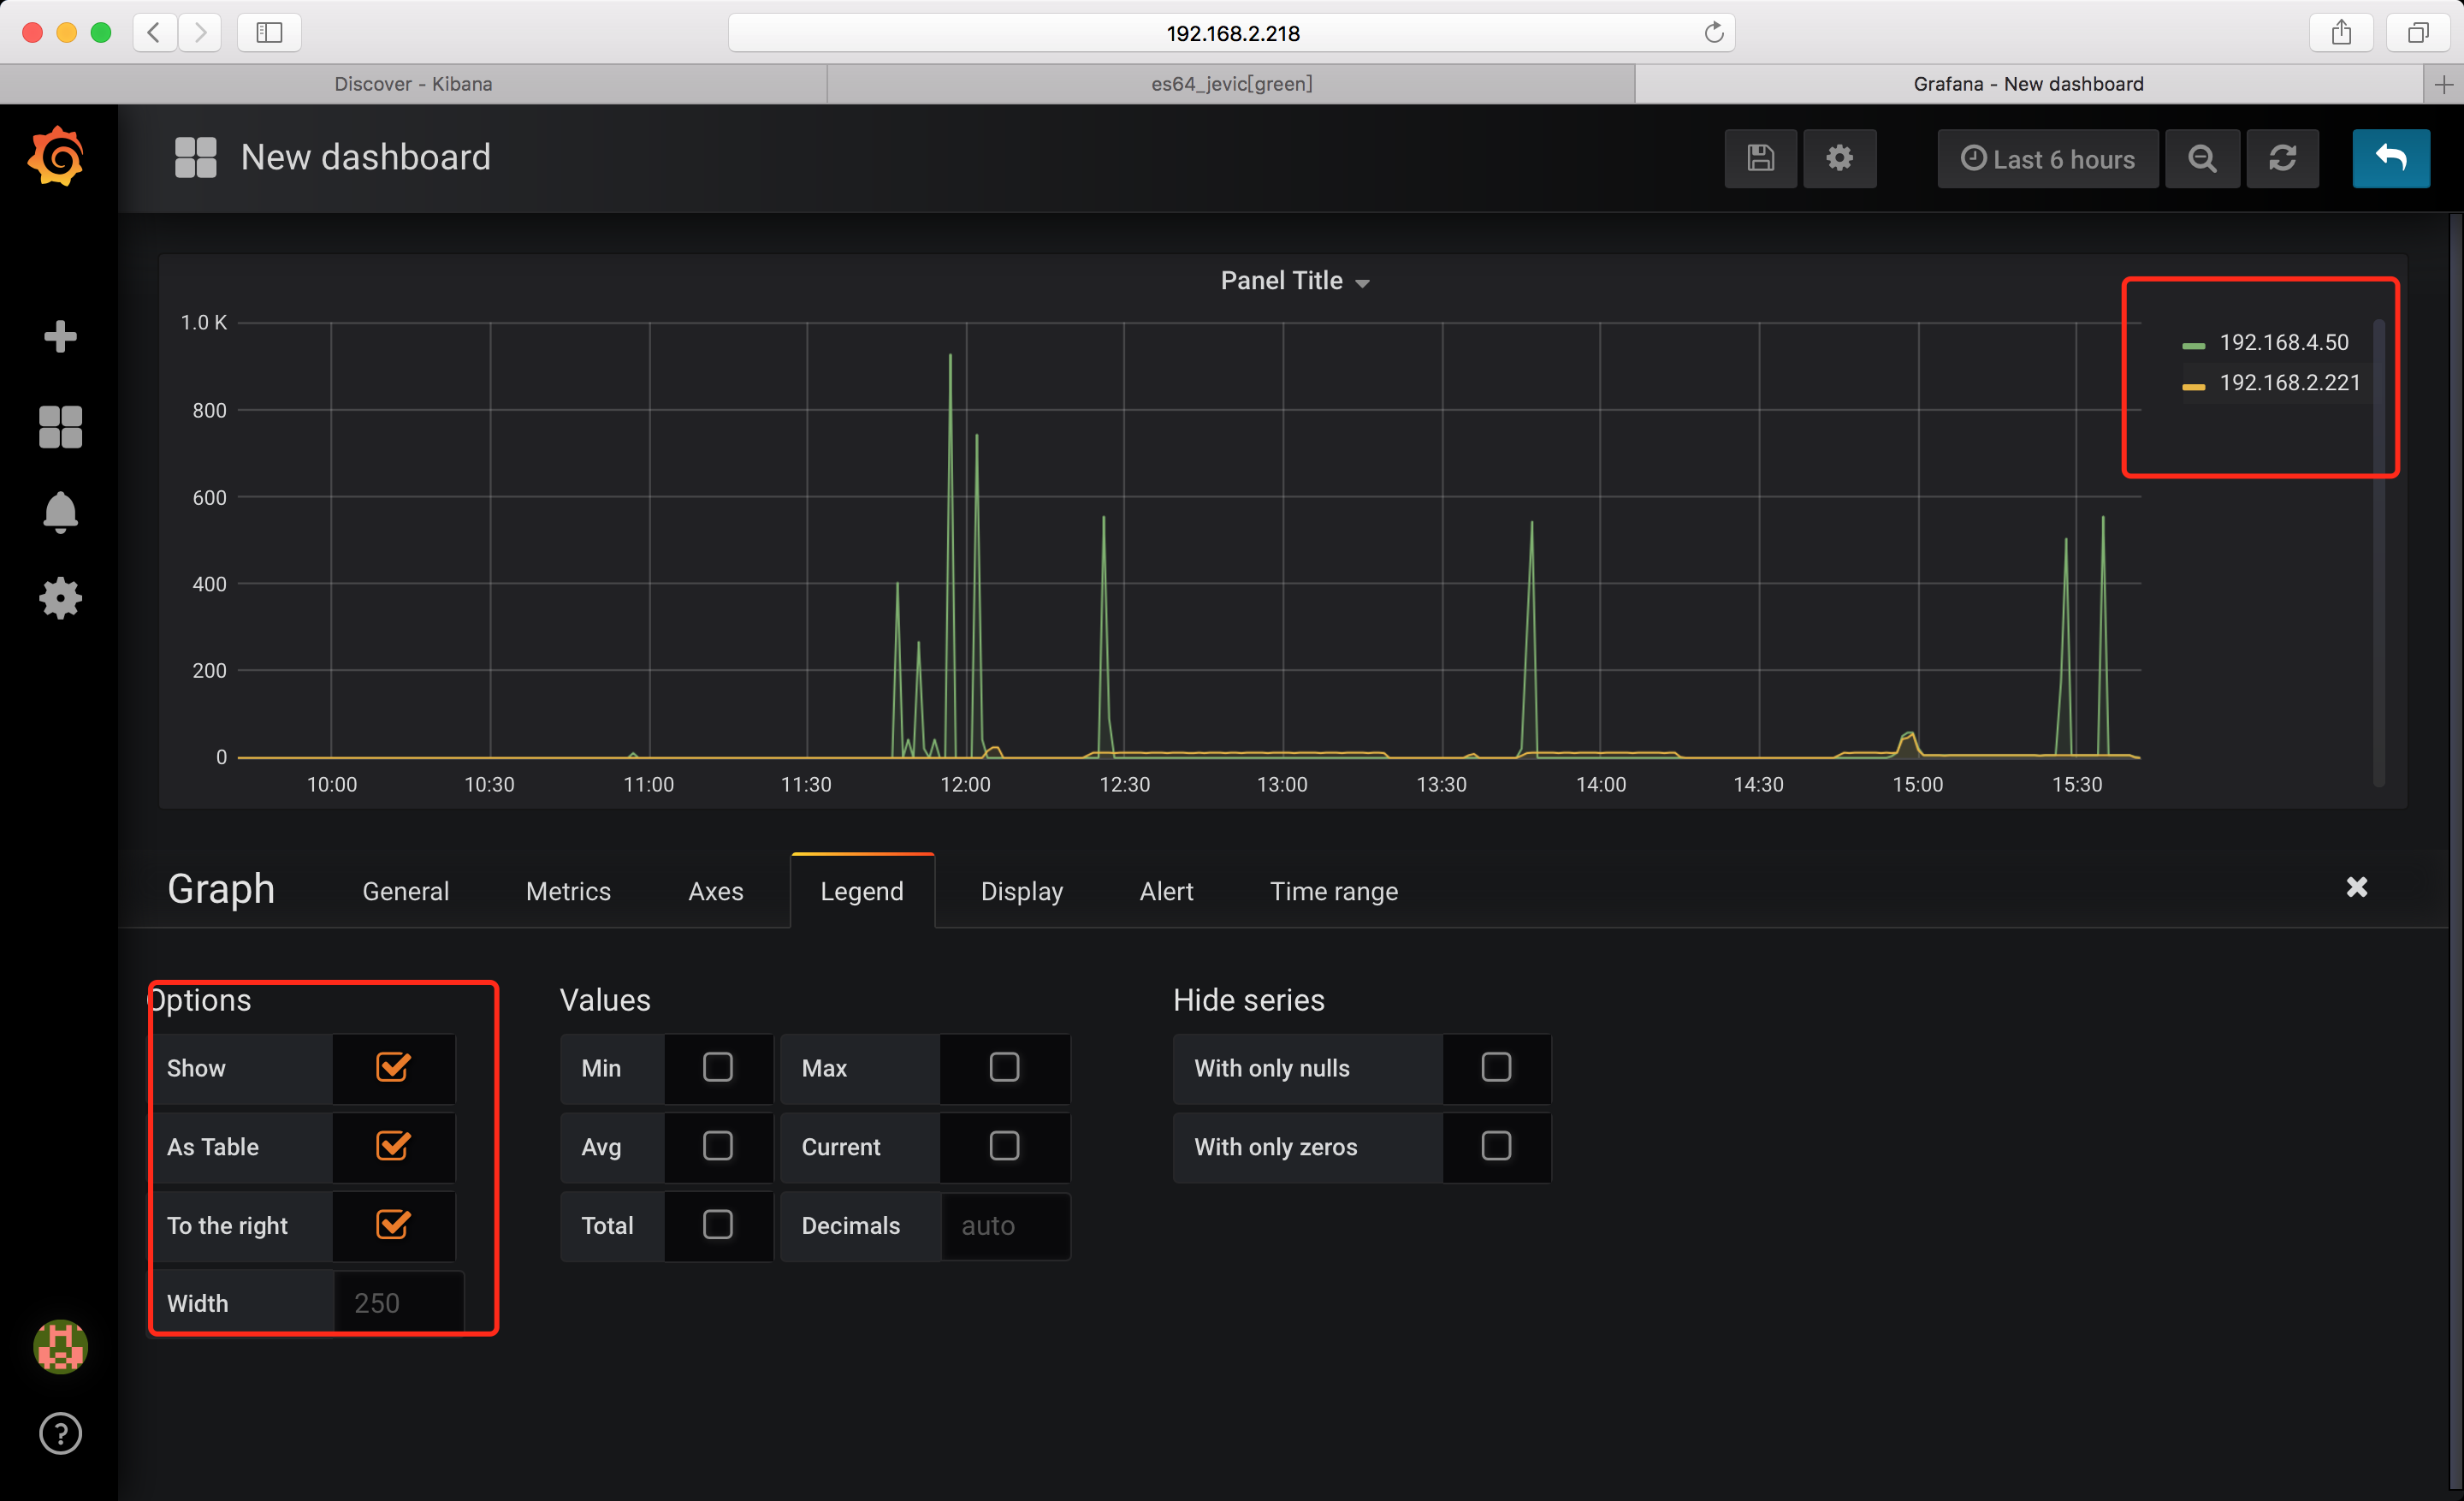 192.168.2.218
Discover - Kibana
es64_jevic[green]
Grafana - New dashboard
New dashboard
Last 6 hours
Panel Title
1.0 K
800
600
400
200
0
10:00 10:30 11:00 11:30 12:00 12:30 13:00 13:30 14:00 14:30 15:00 15:30
192.168.4.50
192.168.2.221
Graph General Metrics Axes Legend Display Alert Time range
Options
Show
As Table
To the right
Width 250
Values
Min Max
Avg Current
Total Decimals auto
Hide series
With only nulls
With only zeros